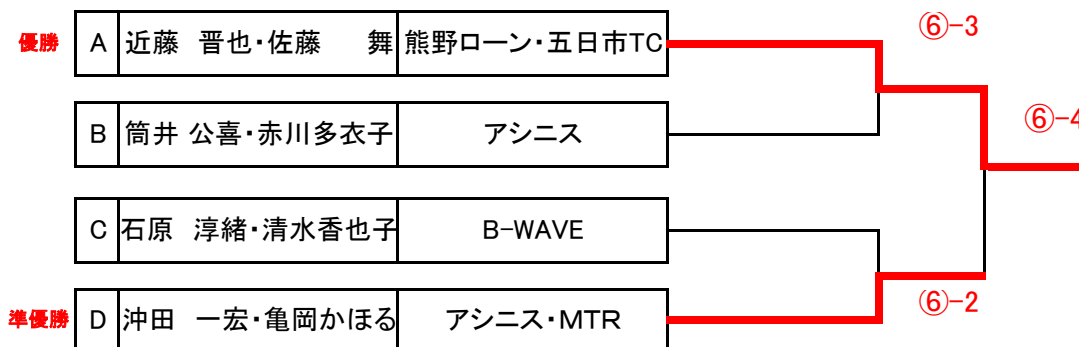 優勝 A 近藤 晋也・佐藤 舞 熊野ローン・五日市TC
⑥-3
B 筒井 公喜・赤川多衣子 アシニス
⑥-4
C 石原 淳緒・清水香也子 B-WAVE
準優勝 D 沖田 一宏・亀岡かほる アシニス・MTR
⑥-2